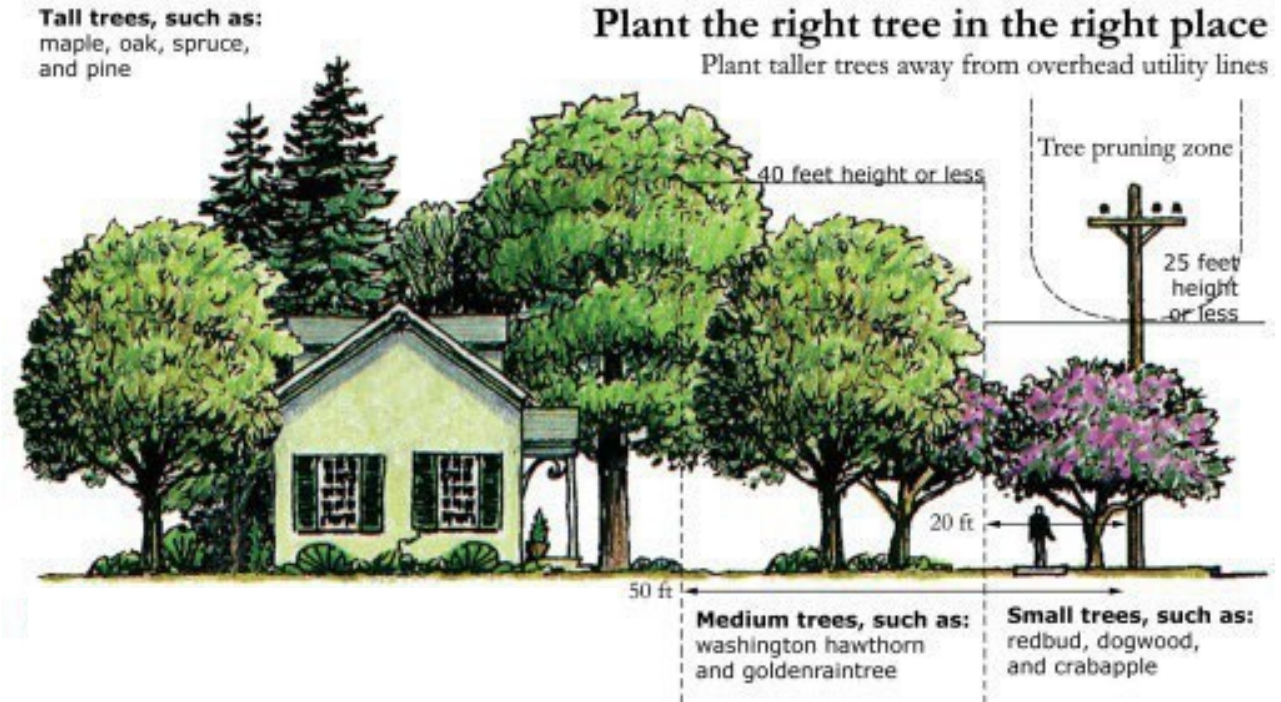 Tall trees, such as:
maple, oak, spruce,
and pine
Plant the right tree in the right place
Plant taller trees away from overhead utility lines
Tree pruning zone
40 feet height or less
25 feet
height
or less
20 ft
50 ft
Medium trees, such as:
washington hawthorn
and goldenraintree
Small trees, such as:
redbud, dogwood,
and crabapple